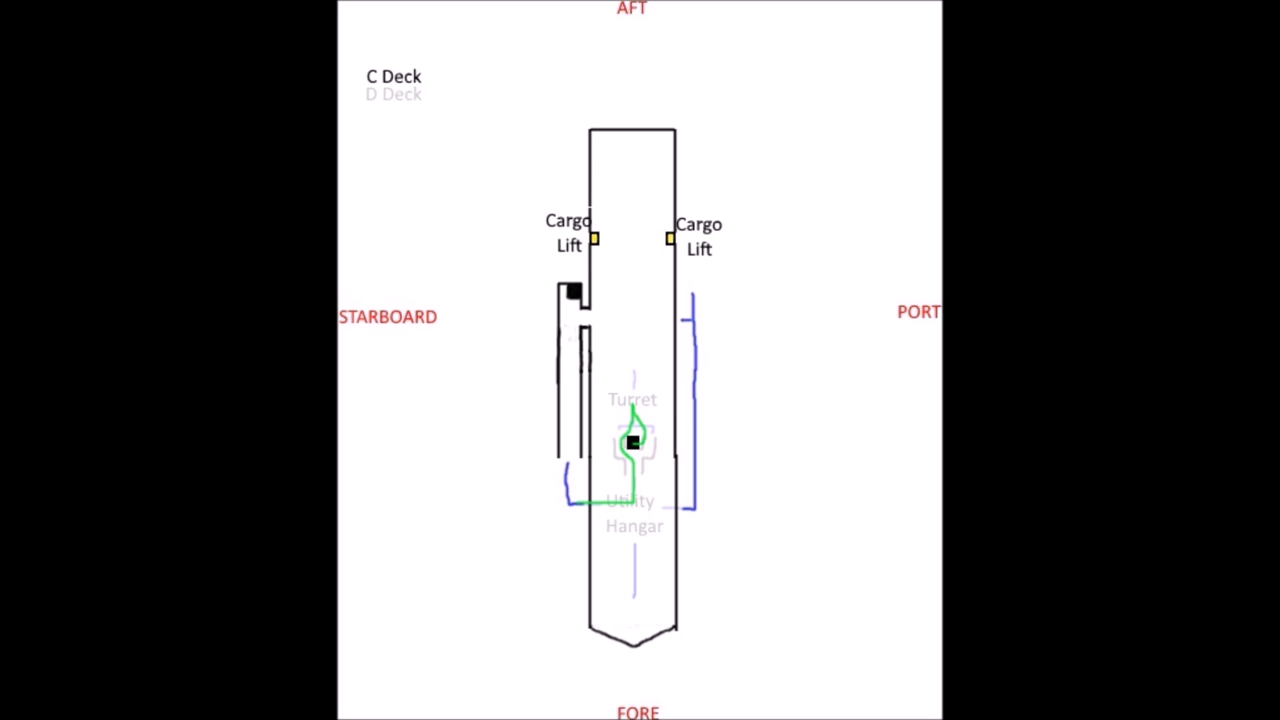 AFT
C Deck
D Deck
Cargo
Lift
Cargo
Lift
STARBOARD
PORT
Turret
Utility
Hangar
FORE